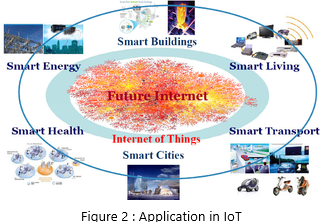 Smart Buildings
Smart Energy
Smart Living
Future Internet
Smart Health
Internet of Things
Smart Transport
Smart Cities
Figure 2 : Application in IoT